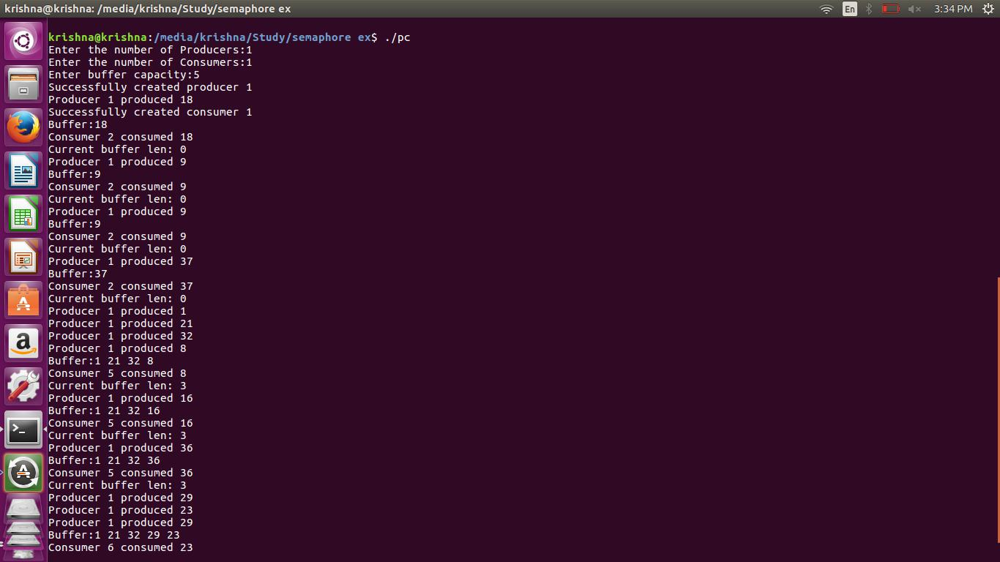 krishna@krishna: /media/krishna/Study/semaphore ex
En
3:34 PM
krishna@krishna:/media/krishna/Study/semaphore ex$ ./pc
Enter the number of Producers:1
Enter the number of Consumers:1
Enter buffer capacity:5
Successfully created producer 1
Producer 1 produced 18
Successfully created consumer 1
Buffer:18
Consumer 2 consumed 18
Current buffer len: 0
Producer 1 produced 9
Buffer:9
Consumer 2 consumed 9
Current buffer len: 0
Producer 1 produced 9
Buffer:9
Consumer 2 consumed 9
Current buffer len: 0
Producer 1 produced 37
Buffer:37
Consumer 2 consumed 37
Current buffer len: 0
Producer 1 produced 1
Producer 1 produced 21
Producer 1 produced 32
Producer 1 produced 8
Buffer:1 21 32 8
Consumer 5 consumed 8
Current buffer len: 3
Producer 1 produced 16
Buffer:1 21 32 16
Consumer 5 consumed 16
Current buffer len: 3
Producer 1 produced 36
Buffer:1 21 32 36
Consumer 5 consumed 36
Current buffer len: 3
Producer 1 produced 29
Producer 1 produced 23
Producer 1 produced 29
Buffer:1 21 32 29 23
Consumer 6 consumed 23